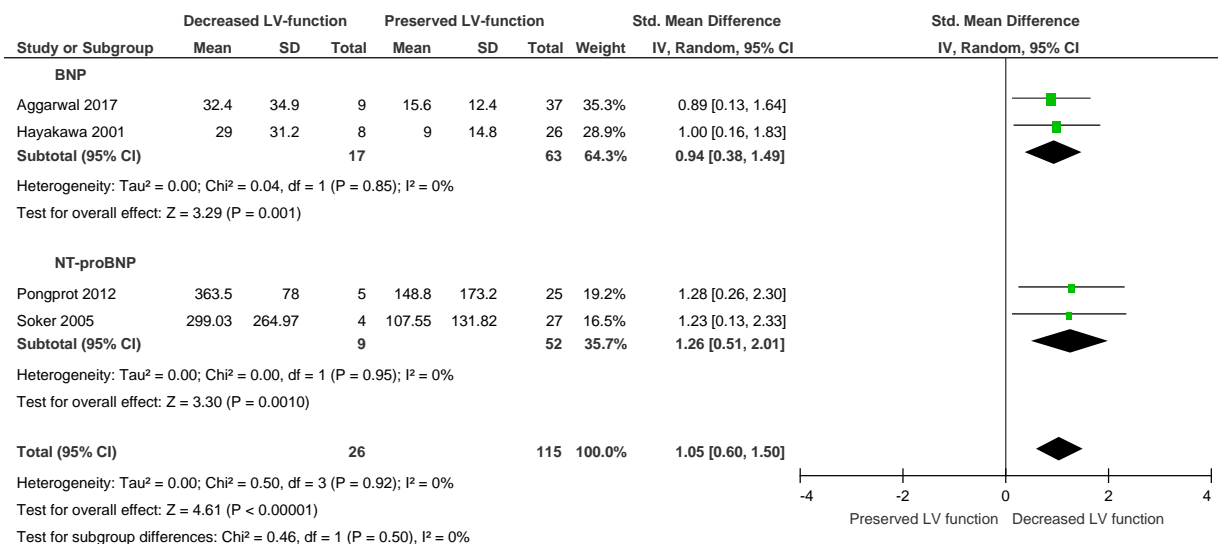 Decreased LV-function Preserved LV-function Std. Mean Difference Std. Mean Difference
Study or Subgroup Mean SD Total Mean SD Total Weight IV, Random, 95% CI IV, Random, 95% CI
BNP
Aggarwal 2017 32.4 34.9 9 15.6 12.4 37 35.3% 0.89 [0.13, 1.64]
Hayakawa 2001 29 31.2 8 9 14.8 26 28.9% 1.00 [0.16, 1.83]
Subtotal (95% CI) 17 63 64.3% 0.94 [0.38, 1.49]
Heterogeneity: Tau² = 0.00; Chi² = 0.04, df = 1 (P = 0.85); I² = 0%
Test for overall effect: Z = 3.29 (P = 0.001)
NT-proBNP
Pongprot 2012 363.5 78 5 148.8 173.2 25 19.2% 1.28 [0.26, 2.30]
Soker 2005 299.03 264.97 4 107.55 131.82 27 16.5% 1.23 [0.13, 2.33]
Subtotal (95% CI) 9 52 35.7% 1.26 [0.51, 2.01]
Heterogeneity: Tau² = 0.00; Chi² = 0.00, df = 1 (P = 0.95); I² = 0%
Test for overall effect: Z = 3.30 (P = 0.0010)
Total (95% CI) 26 115 100.0% 1.05 [0.60, 1.50]
Heterogeneity: Tau² = 0.00; Chi² = 0.50, df = 3 (P = 0.92); I² = 0%
Test for overall effect: Z = 4.61 (P < 0.00001)
Test for subgroup differences: Chi² = 0.46, df = 1 (P = 0.50), I² = 0%
-4 -2 0 2 4
Preserved LV function Decreased LV function